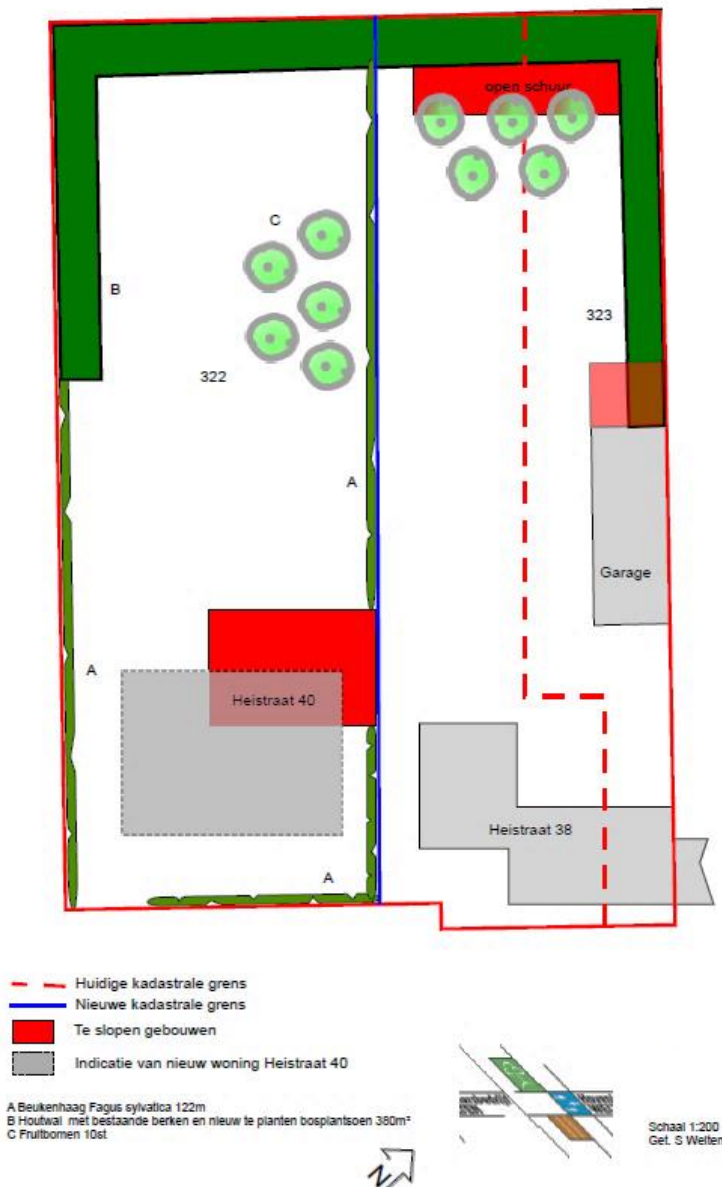 open schuur
C
B
323
322
A
Garage
A
Heistraat 40
Heistraat 38
A
Huidige kadastrale grens
Nieuwe kadastrale grens
Te slopen gebouwen
Indicatie van nieuw woning Heistraat 40
A Beukenhaag Fagus sylvatica 122m
B Houtwal met bestaande berken en nieuw te planten bosplantsoen 380m²
C Fruitbomen 10st
Schaal 1:200
Get. S Welten
N